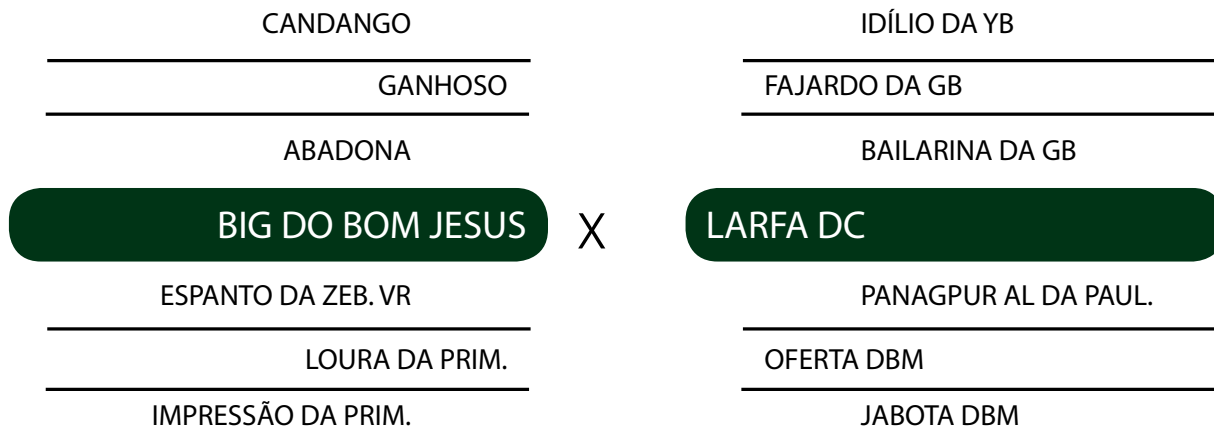 CANDANGO
GANHOSO
ABADONA
BIG DO BOM JESUS
ESPANTO DA ZEB. VR
LOURA DA PRIM.
IMPRESSÃO DA PRIM.
X
IDÍLIO DA YB
FAJARDO DA GB
BAILARINA DA GB
LARFA DC
PANAGPUR AL DA PAUL.
OFERTA DBM
JABOTA DBM